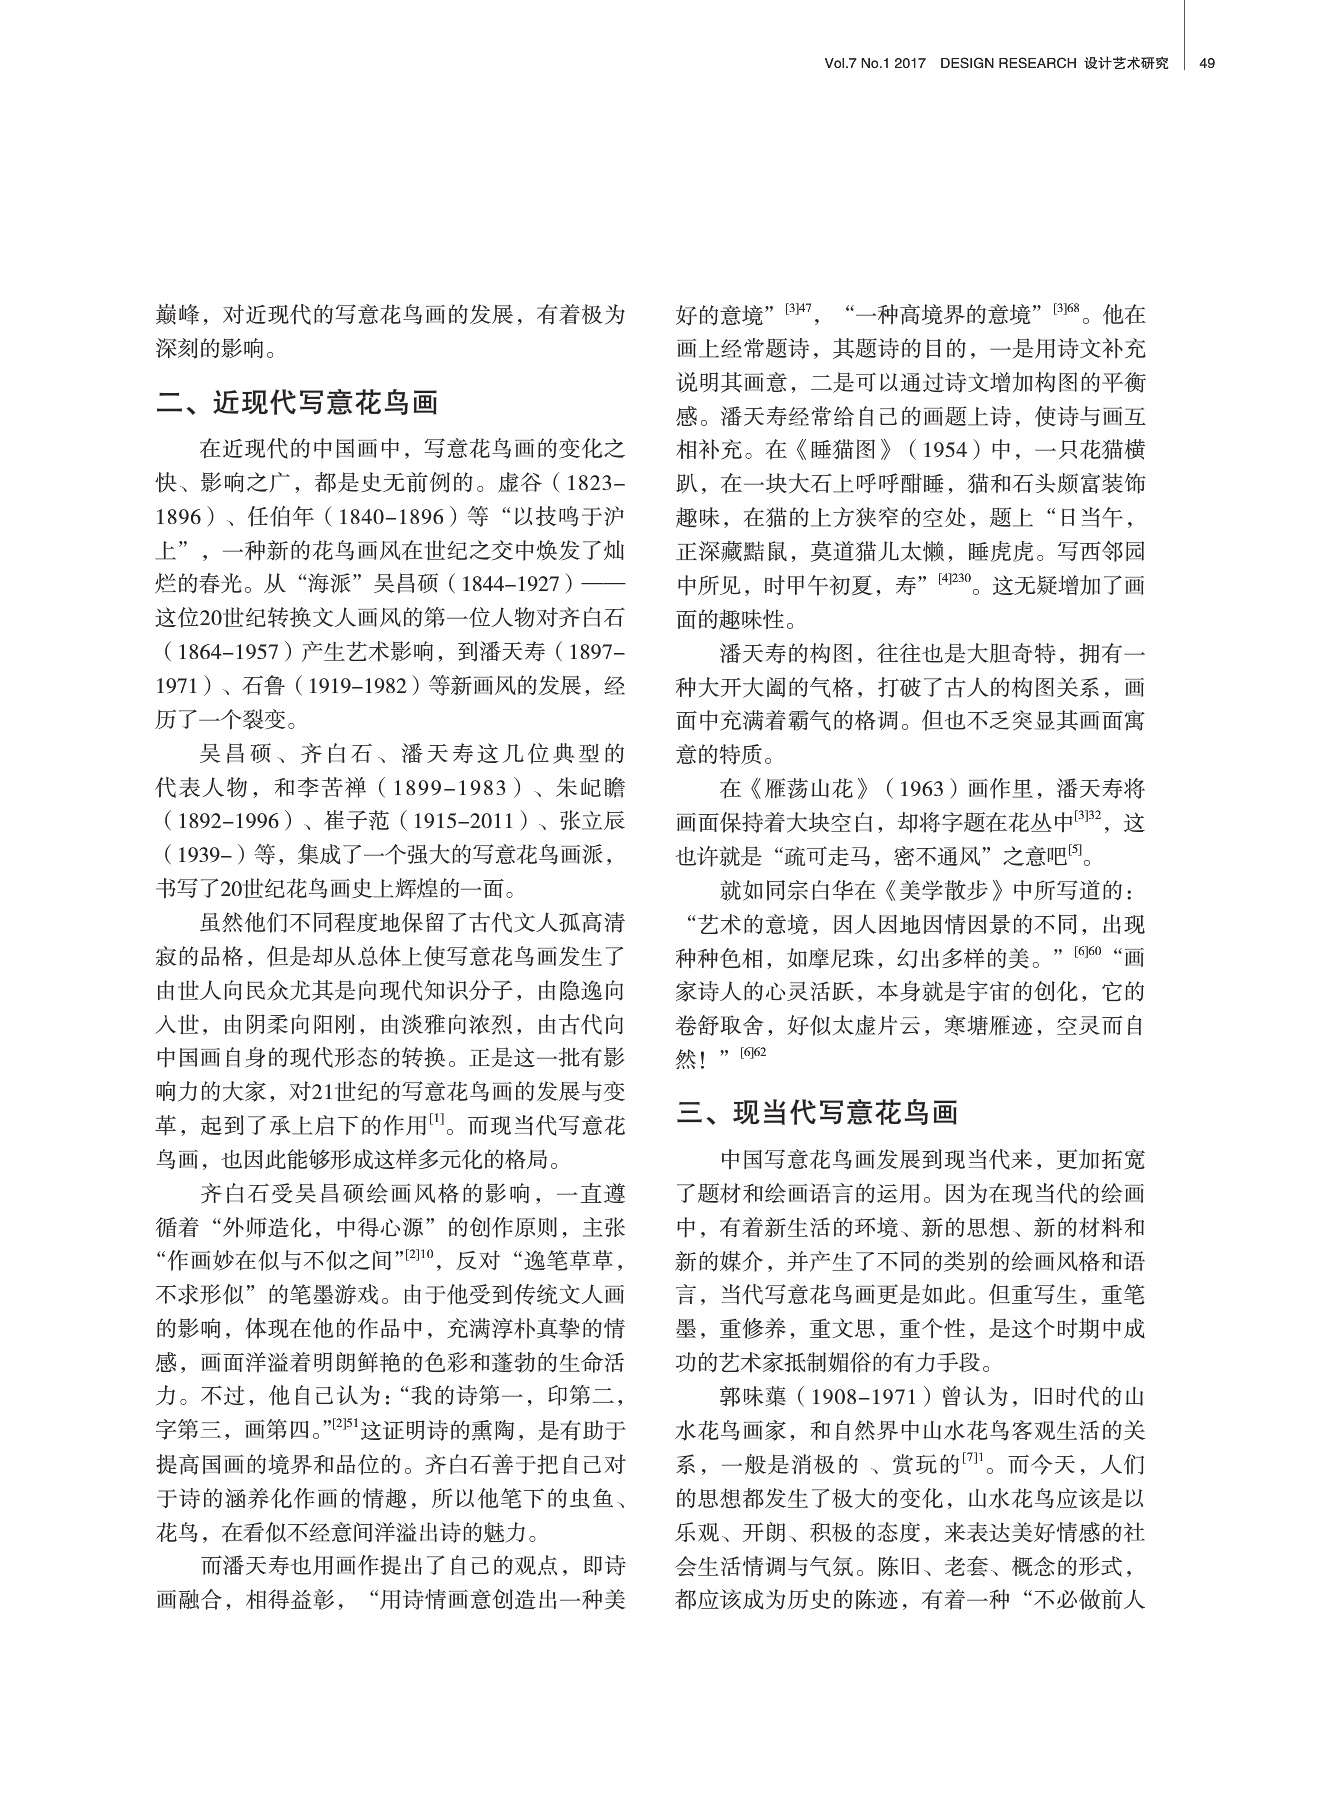 Vol.7 No.1 2017 DESIGN RESEARCH 设计艺术研究 49
巅峰，对近现代的写意花鸟画的发展，有着极为
深刻的影响。
二、近现代写意花鸟画
在近现代的中国画中，写意花鸟画的变化之
快、影响之广，都是史无前例的。虚谷（1823–
1896）、任伯年（1840–1896）等“以技鸣于沪
上”，一种新的花鸟画风在世纪之交中焕发了灿
烂的春光。从“海派”吴昌硕（1844–1927）——
这位20世纪转换文人画风的第一位人物对齐白石
（1864–1957）产生艺术影响，到潘天寿（1897–
1971）、石鲁（1919–1982）等新画风的发展，经
历了一个裂变。
吴昌硕、齐白石、潘天寿这几位典型的
代表人物，和李苦禅（1899–1983）、朱屺瞻
（1892–1996）、崔子范（1915–2011）、张立辰
（1939–）等，集成了一个强大的写意花鸟画派，
书写了20世纪花鸟画史上辉煌的一面。
虽然他们不同程度地保留了古代文人孤高清
寂的品格，但是却从总体上使写意花鸟画发生了
由世人向民众尤其是向现代知识分子，由隐逸向
入世，由阴柔向阳刚，由淡雅向浓烈，由古代向
中国画自身的现代形态的转换。正是这一批有影
响力的大家，对21世纪的写意花鸟画的发展与变
革，起到了承上启下的作用[1]。而现当代写意花
鸟画，也因此能够形成这样多元化的格局。
齐白石受吴昌硕绘画风格的影响，一直遵
循着“外师造化，中得心源”的创作原则，主张
“作画妙在似与不似之间”[2]10，反对“逸笔草草，
不求形似”的笔墨游戏。由于他受到传统文人画
的影响，体现在他的作品中，充满淳朴真挚的情
感，画面洋溢着明朗鲜艳的色彩和蓬勃的生命活
力。不过，他自己认为：“我的诗第一，印第二，
字第三，画第四。”[2]51这证明诗的熏陶，是有助于
提高国画的境界和品位的。齐白石善于把自己对
于诗的涵养化作画的情趣，所以他笔下的虫鱼、
花鸟，在看似不经意间洋溢出诗的魅力。
而潘天寿也用画作提出了自己的观点，即诗
画融合，相得益彰，“用诗情画意创造出一种美
好的意境”[3]47，“一种高境界的意境”[3]68。他在
画上经常题诗，其题诗的目的，一是用诗文补充
说明其画意，二是可以通过诗文增加构图的平衡
感。潘天寿经常给自己的画题上诗，使诗与画互
相补充。在《睡猫图》（1954）中，一只花猫横
趴，在一块大石上呼呼酣睡，猫和石头颇富装饰
趣味，在猫的上方狭窄的空处，题上“日当午，
正深藏黠鼠，莫道猫儿太懒，睡虎虎。写西邻园
中所见，时甲午初夏，寿”[4]230。这无疑增加了画
面的趣味性。
潘天寿的构图，往往也是大胆奇特，拥有一
种大开大阖的气格，打破了古人的构图关系，画
面中充满着霸气的格调。但也不乏突显其画面寓
意的特质。
在《雁荡山花》（1963）画作里，潘天寿将
画面保持着大块空白，却将字题在花丛中[3]32，这
也许就是“疏可走马，密不通风”之意吧[5]。
就如同宗白华在《美学散步》中所写道的：
“艺术的意境，因人因地因情因景的不同，出现
种种色相，如摩尼珠，幻出多样的美。”[6]60“画
家诗人的心灵活跃，本身就是宇宙的创化，它的
卷舒取舍，好似太虚片云，寒塘雁迹，空灵而自
然！”[6]62
三、现当代写意花鸟画
中国写意花鸟画发展到现当代来，更加拓宽
了题材和绘画语言的运用。因为在现当代的绘画
中，有着新生活的环境、新的思想、新的材料和
新的媒介，并产生了不同的类别的绘画风格和语
言，当代写意花鸟画更是如此。但重写生，重笔
墨，重修养，重文思，重个性，是这个时期中成
功的艺术家抵制媚俗的有力手段。
郭味蕖（1908–1971）曾认为，旧时代的山
水花鸟画家，和自然界中山水花鸟客观生活的关
系，一般是消极的 、赏玩的[7]1。而今天，人们
的思想都发生了极大的变化，山水花鸟应该是以
乐观、开朗、积极的态度，来表达美好情感的社
会生活情调与气氛。陈旧、老套、概念的形式，
都应该成为历史的陈迹，有着一种“不必做前人